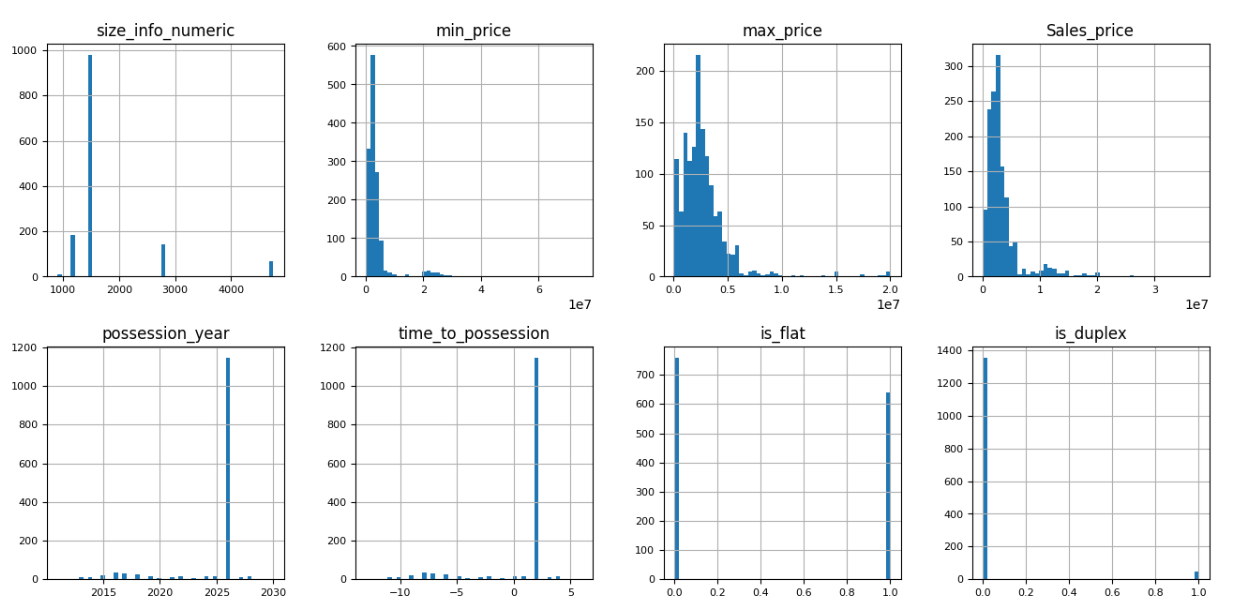 size_info_numeric
1000
800
600
400
200
0
1000 2000 3000 4000
min_price
600
500
400
300
200
100
0
0 2 4 6
1e7
max_price
200
150
100
50
0
0.0 0.5 1.0 1.5 2.0
1e7
Sales_price
300
250
200
150
100
50
0
0 1 2 3
1e7
possession_year
1200
1000
800
600
400
200
0
2015 2020 2025 2030
time_to_possession
1200
1000
800
600
400
200
0
−10 −5 0 5
is_flat
700
600
500
400
300
200
100
0
0.0 0.2 0.4 0.6 0.8 1.0
is_duplex
1400
1200
1000
800
600
400
200
0
0.0 0.2 0.4 0.6 0.8 1.0